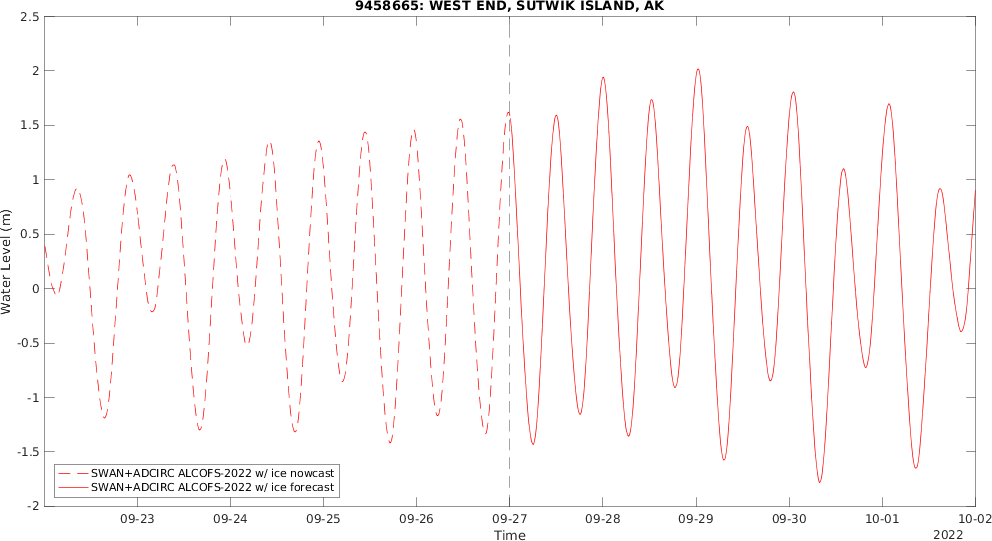 9458665: WEST END, SUTWIK ISLAND, AK
2.5
2
1.5
1
0.5
0
-0.5
-1
-1.5
-2
Water Level (m)
SWAN+ADCIRC ALCOFS-2022 w/ ice nowcast
SWAN+ADCIRC ALCOFS-2022 w/ ice forecast
09-23 09-24 09-25 09-26 09-27 09-28 09-29 09-30 10-01 10-02
Time
2022